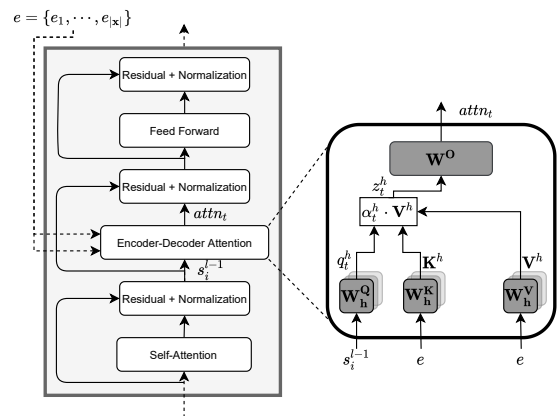 e = {e_1, ⋯, e_{|x|}}
Residual + Normalization
Feed Forward
Residual + Normalization
attn_t
Encoder-Decoder Attention
s_i^{l-1}
Residual + Normalization
Self-Attention
attn_t
W^O
z_t^h
α_t^h · V^h
q_t^h
K^h
V^h
W_h^Q
W_h^K
W_h^V
s_i^{l-1}
e
e